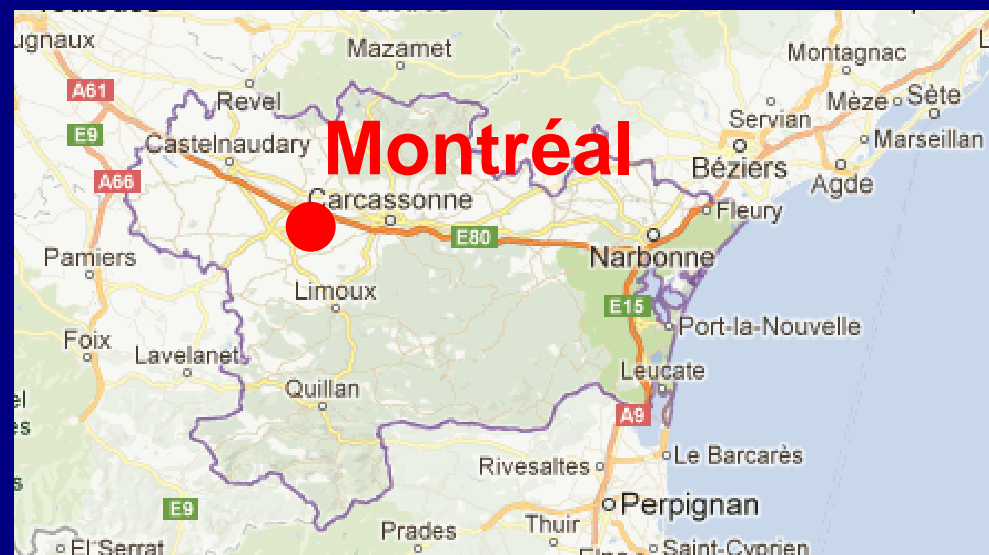 ugnaux
Mazamet
Montagnac
A61
Revel
Mèze
Sète
E9
Servian
Castelnaudary
Montréal
Marseillan
Béziers
A66
Agde
Carcassonne
Fleury
E80
Pamiers
Narbonne
Limoux
E15
Port-la-Nouvelle
Foix
Lavelanet
Leucate
Quillan
A9
Rivesaltes
Le Barcarès
E9
Perpignan
Prades
Thuir
El Serrat
Saint-Cyprien